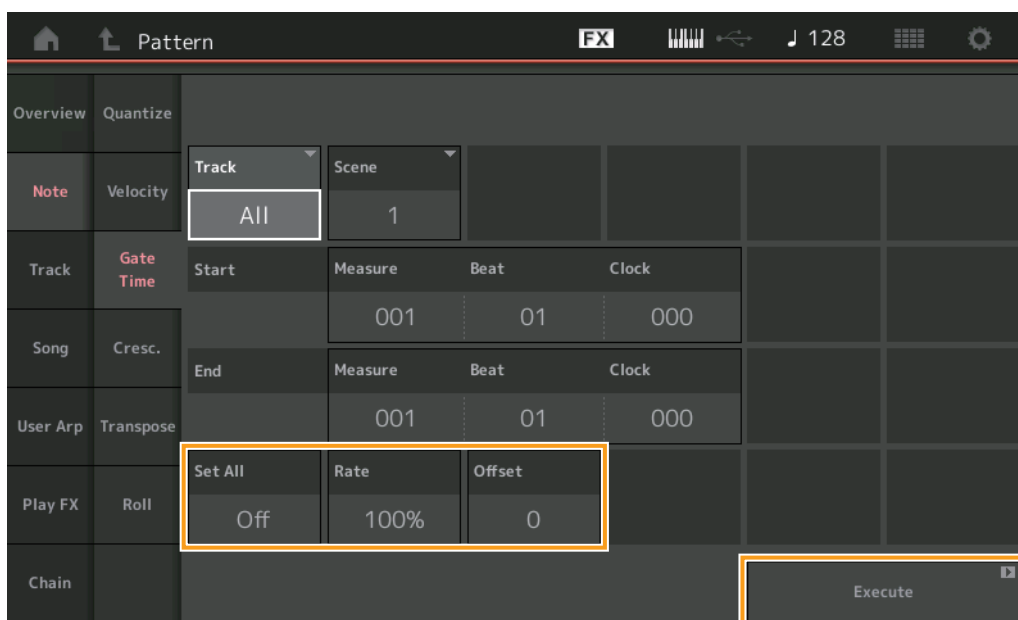 Pattern FX 128
Overview Quantize
Track Scene
Note Velocity
All 1
Track Gate Time Start Measure Beat Clock
001 01 000
Song Cresc.
End Measure Beat Clock
User Arp Transpose 001 01 000
Set All Rate Offset
Play FX Roll Off 100% 0
Chain Execute